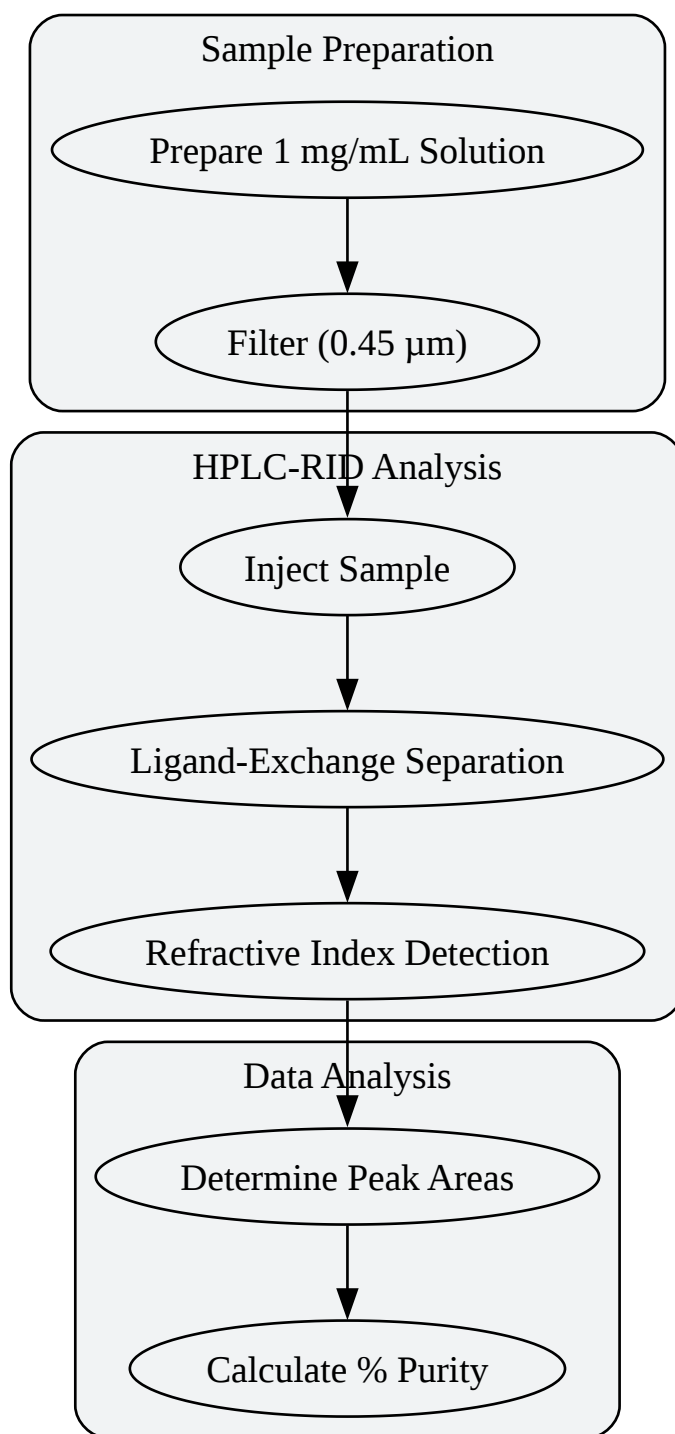 Sample Preparation
Prepare 1 mg/mL Solution
Filter (0.45 µm)
HPLC-RID Analysis
Inject Sample
Ligand-Exchange Separation
Refractive Index Detection
Data Analysis
Determine Peak Areas
Calculate % Purity